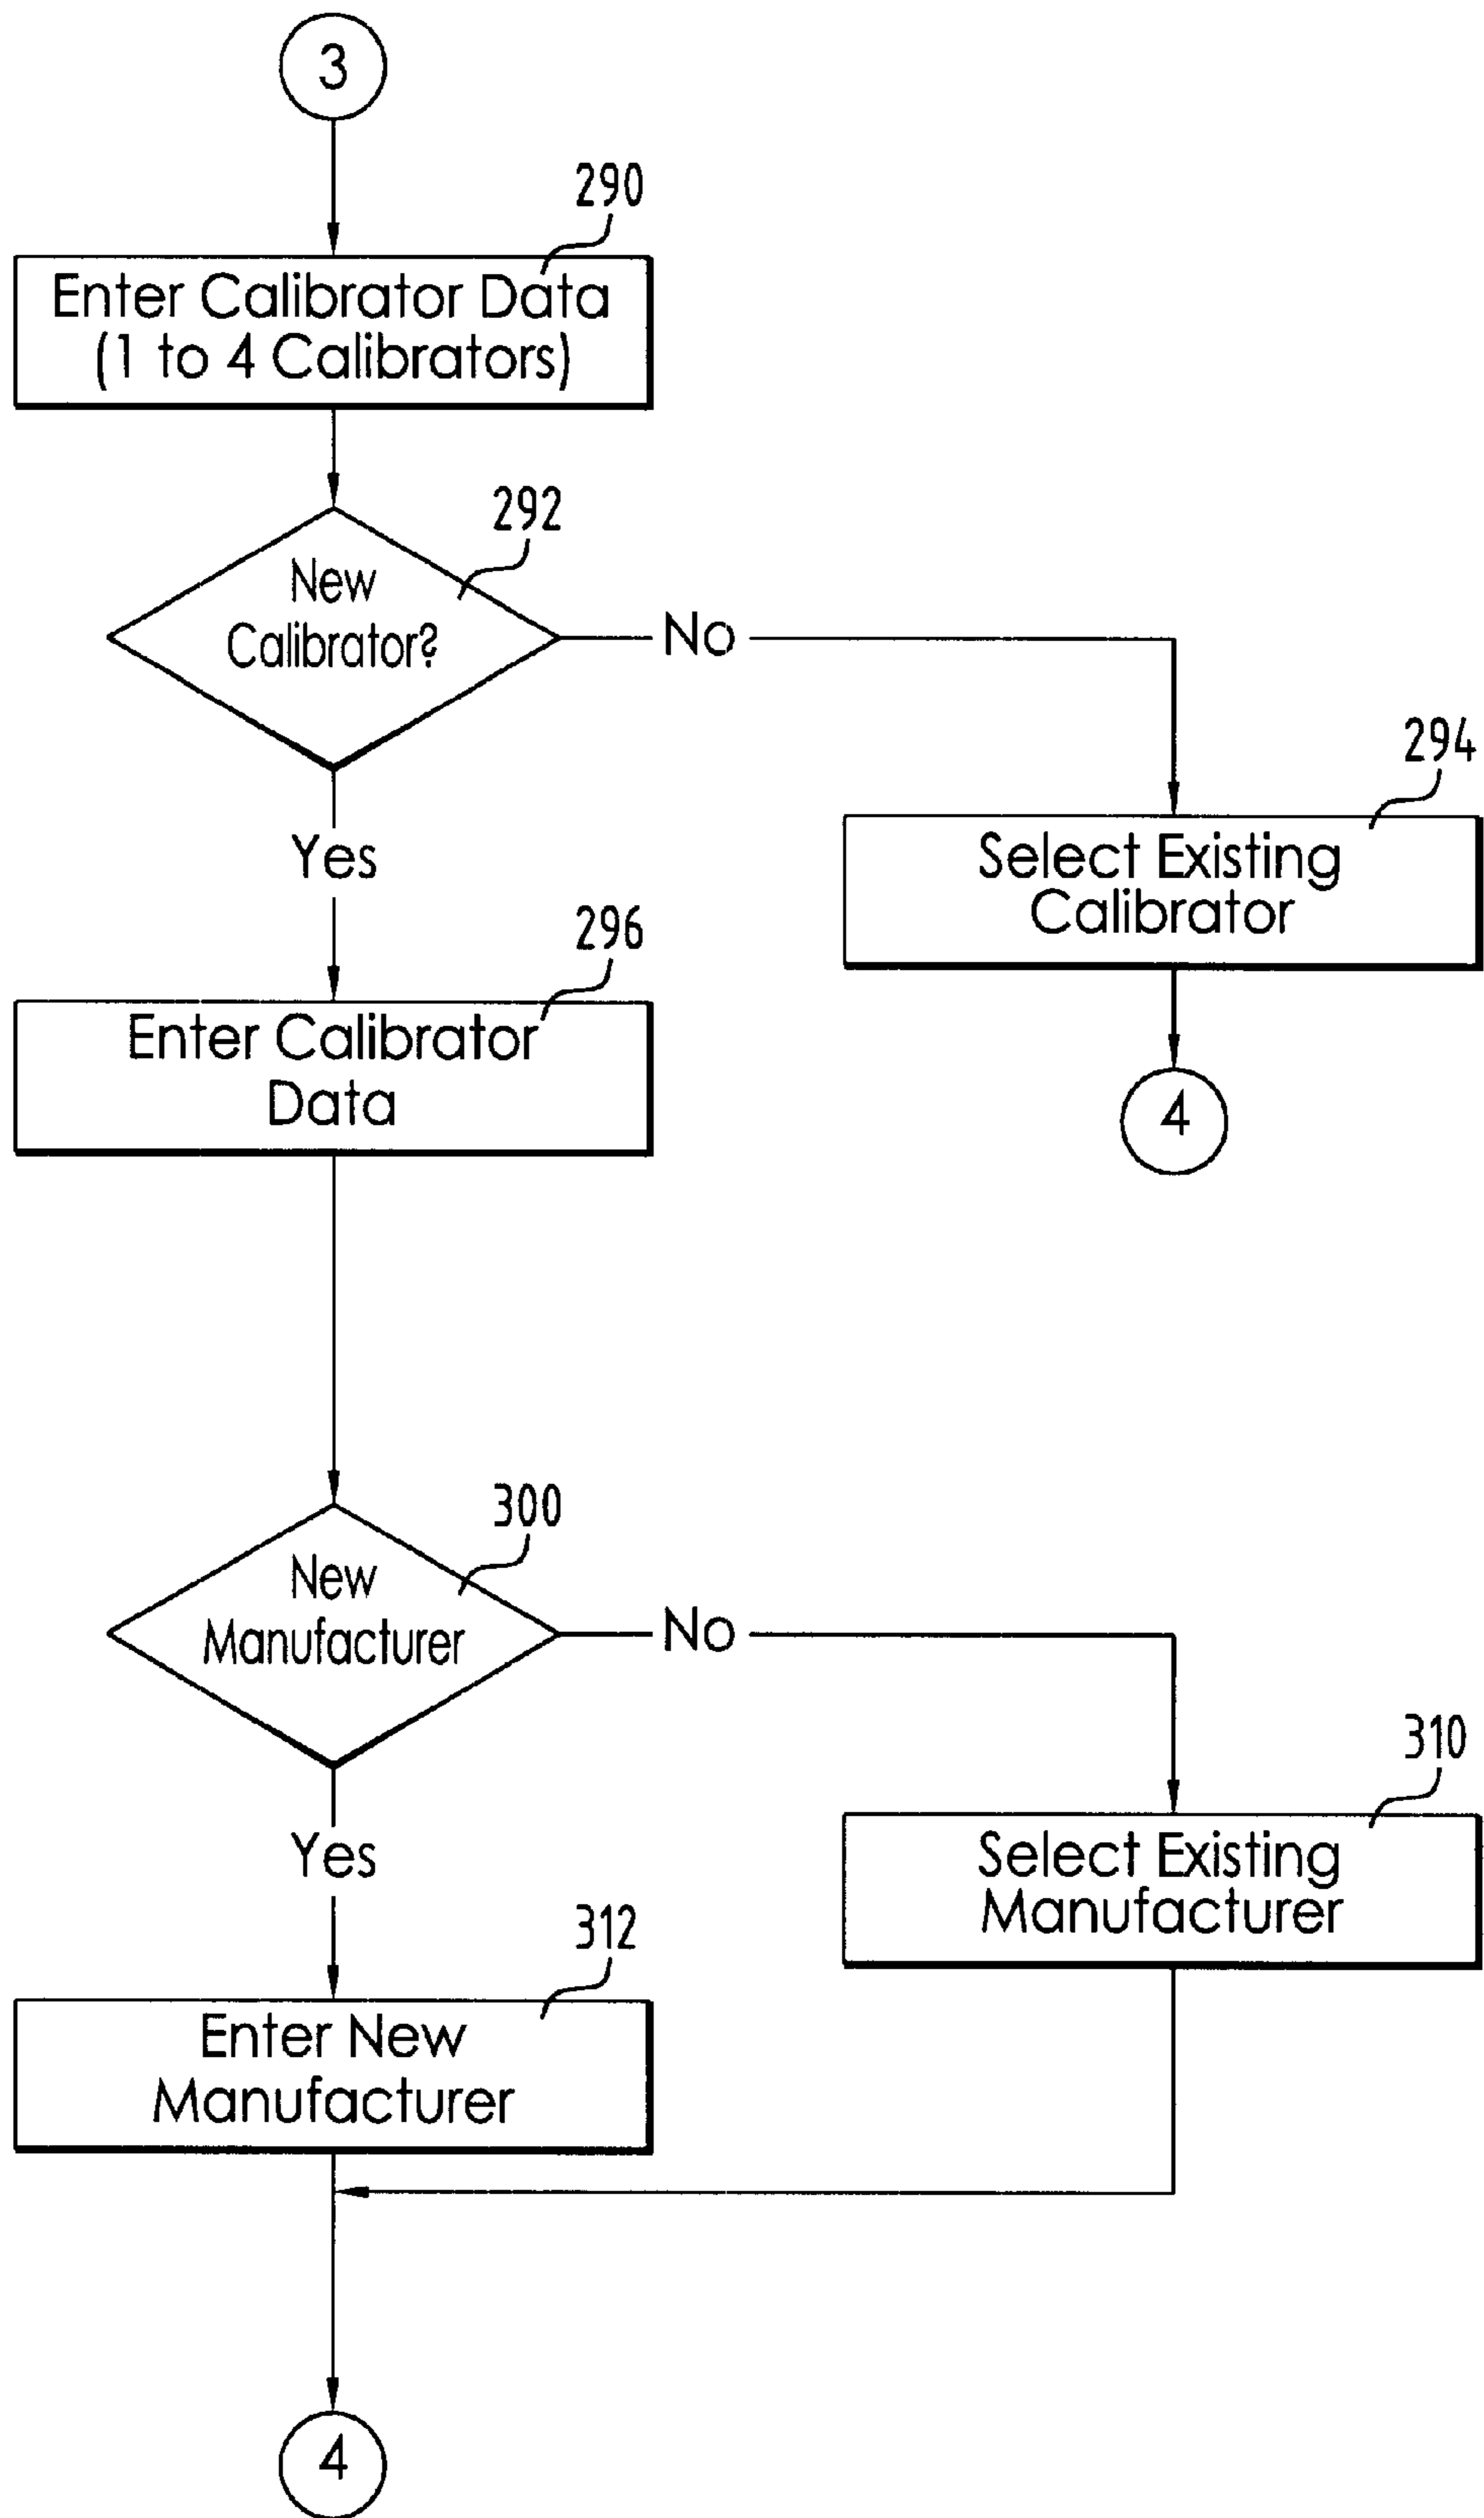 3
290
Enter Calibrator Data
(1 to 4 Calibrators)
292
New
Calibrator?
No
294
Select Existing
Calibrator
4
Yes
296
Enter Calibrator
Data
300
New
Manufacturer
No
310
Select Existing
Manufacturer
Yes
312
Enter New
Manufacturer
4